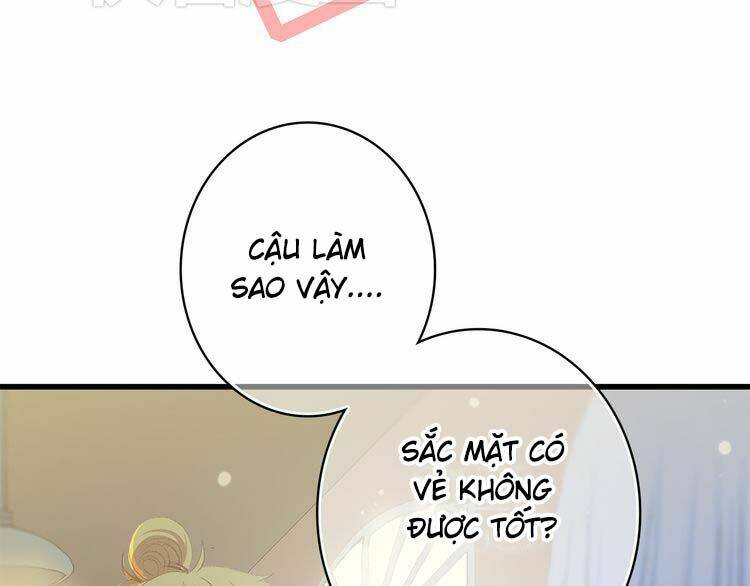 CẬU LÀM
SAO VẬY....
SẮC MẶT CÓ
VẺ KHÔNG
ĐƯỢC TỐT?